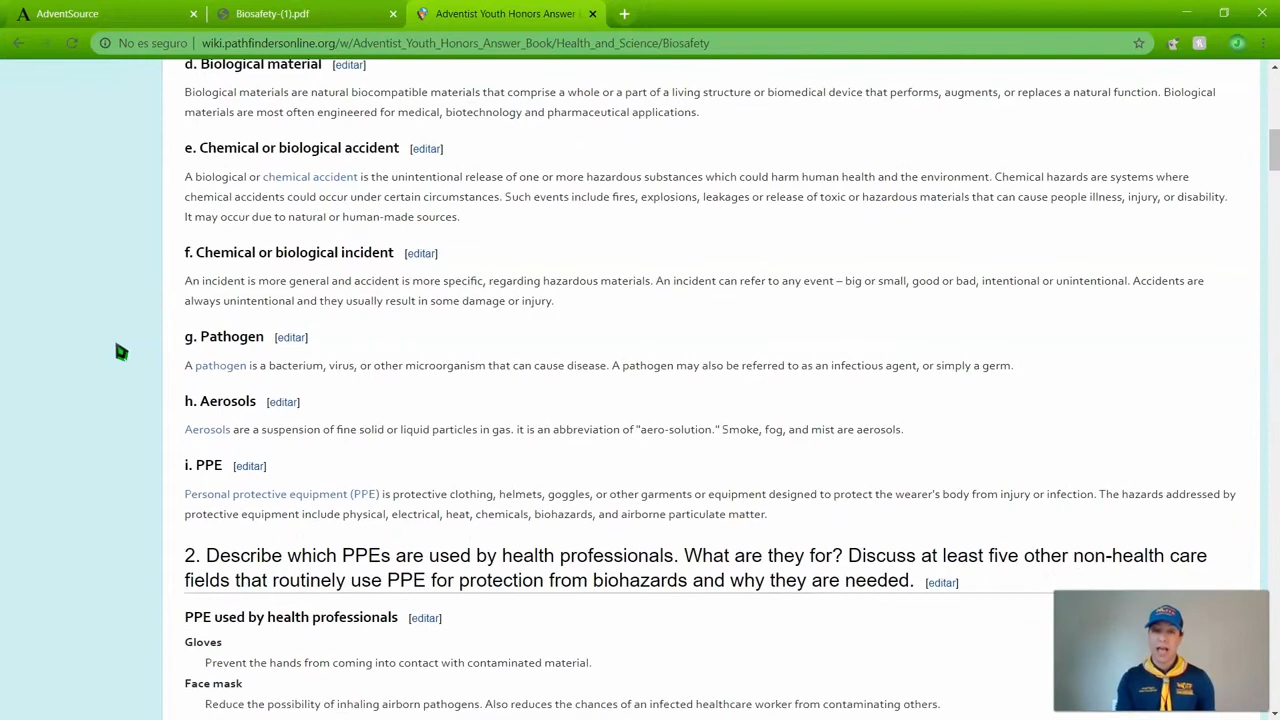 AdventSource
Biosafety-(1).pdf
Adventist Youth Honors Answer
No es seguro
wiki.pathfindersonline.org/w/Adventist_Youth_Honors_Answer_Book/Health_and_Science/Biosafety
d. Biological material [editar]
Biological materials are natural biocompatible materials that comprise a whole or a part of a living structure or biomedical device that performs, augments, or replaces a natural function. Biological
materials are most often engineered for medical, biotechnology and pharmaceutical applications.
e. Chemical or biological accident [editar]
A biological or chemical accident is the unintentional release of one or more hazardous substances which could harm human health and the environment. Chemical hazards are systems where
chemical accidents could occur under certain circumstances. Such events include fires, explosions, leakages or release of toxic or hazardous materials that can cause people illness, injury, or disability.
It may occur due to natural or human-made sources.
f. Chemical or biological incident [editar]
An incident is more general and accident is more specific, regarding hazardous materials. An incident can refer to any event – big or small, good or bad, intentional or unintentional. Accidents are
always unintentional and they usually result in some damage or injury.
g. Pathogen [editar]
A pathogen is a bacterium, virus, or other microorganism that can cause disease. A pathogen may also be referred to as an infectious agent, or simply a germ.
h. Aerosols [editar]
Aerosols are a suspension of fine solid or liquid particles in gas. it is an abbreviation of "aero-solution." Smoke, fog, and mist are aerosols.
i. PPE [editar]
Personal protective equipment (PPE) is protective clothing, helmets, goggles, or other garments or equipment designed to protect the wearer's body from injury or infection. The hazards addressed by
protective equipment include physical, electrical, heat, chemicals, biohazards, and airborne particulate matter.
2. Describe which PPEs are used by health professionals. What are they for? Discuss at least five other non-health care
fields that routinely use PPE for protection from biohazards and why they are needed. [editar]
PPE used by health professionals [editar]
Gloves
Prevent the hands from coming into contact with contaminated material.
Face mask
Reduce the possibility of inhaling airborn pathogens. Also reduces the chances of an infected healthcare worker from contaminating others.